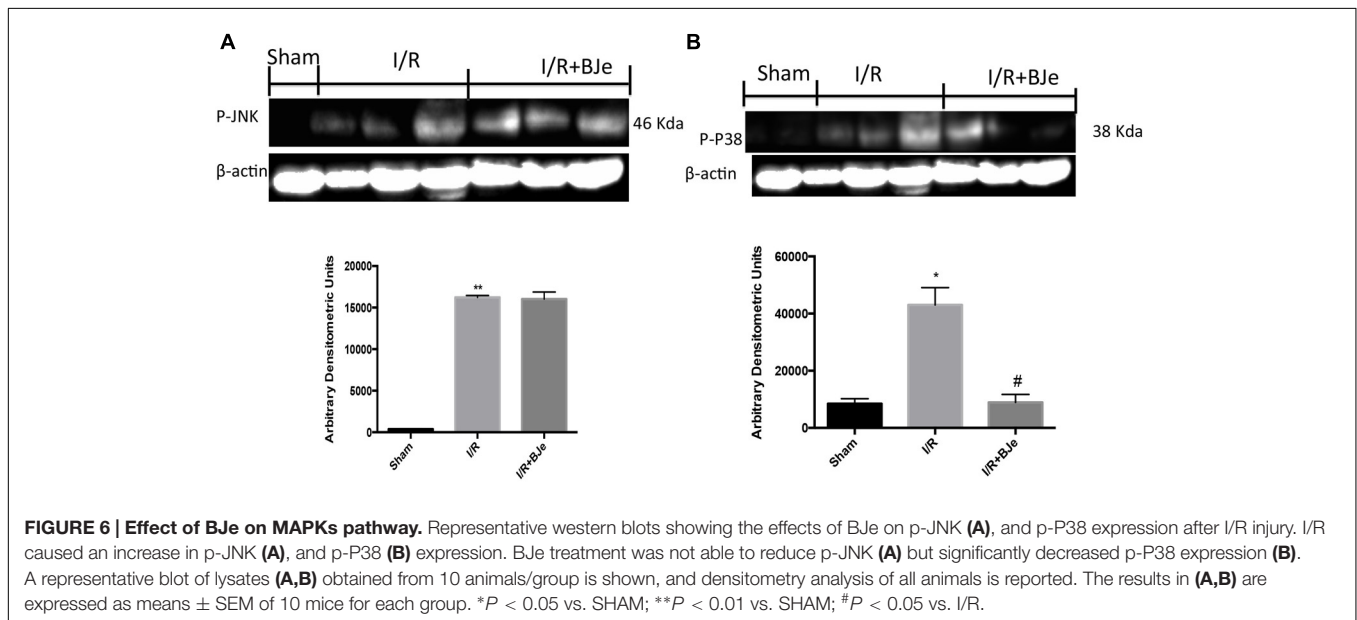 A
B
Sham
I/R
I/R+BJe
Sham
I/R
I/R+BJe
P-JNK
46 Kda
P-P38
38 Kda
β-actin
β-actin
Arbitrary Densitometric Units
20000
15000
10000
5000
0
**
Sham
I/R
I/R+BJe
Arbitrary Densitometric Units
60000
40000
20000
0
*
#
Sham
I/R
I/R+BJe
FIGURE 6 | Effect of BJe on MAPKs pathway. Representative western blots showing the effects of BJe on p-JNK (A), and p-P38 expression after I/R injury. I/R
caused an increase in p-JNK (A), and p-P38 (B) expression. BJe treatment was not able to reduce p-JNK (A) but significantly decreased p-P38 expression (B).
A representative blot of lysates (A,B) obtained from 10 animals/group is shown, and densitometry analysis of all animals is reported. The results in (A,B) are
expressed as means ± SEM of 10 mice for each group. *P < 0.05 vs. SHAM; **P < 0.01 vs. SHAM; #P < 0.05 vs. I/R.